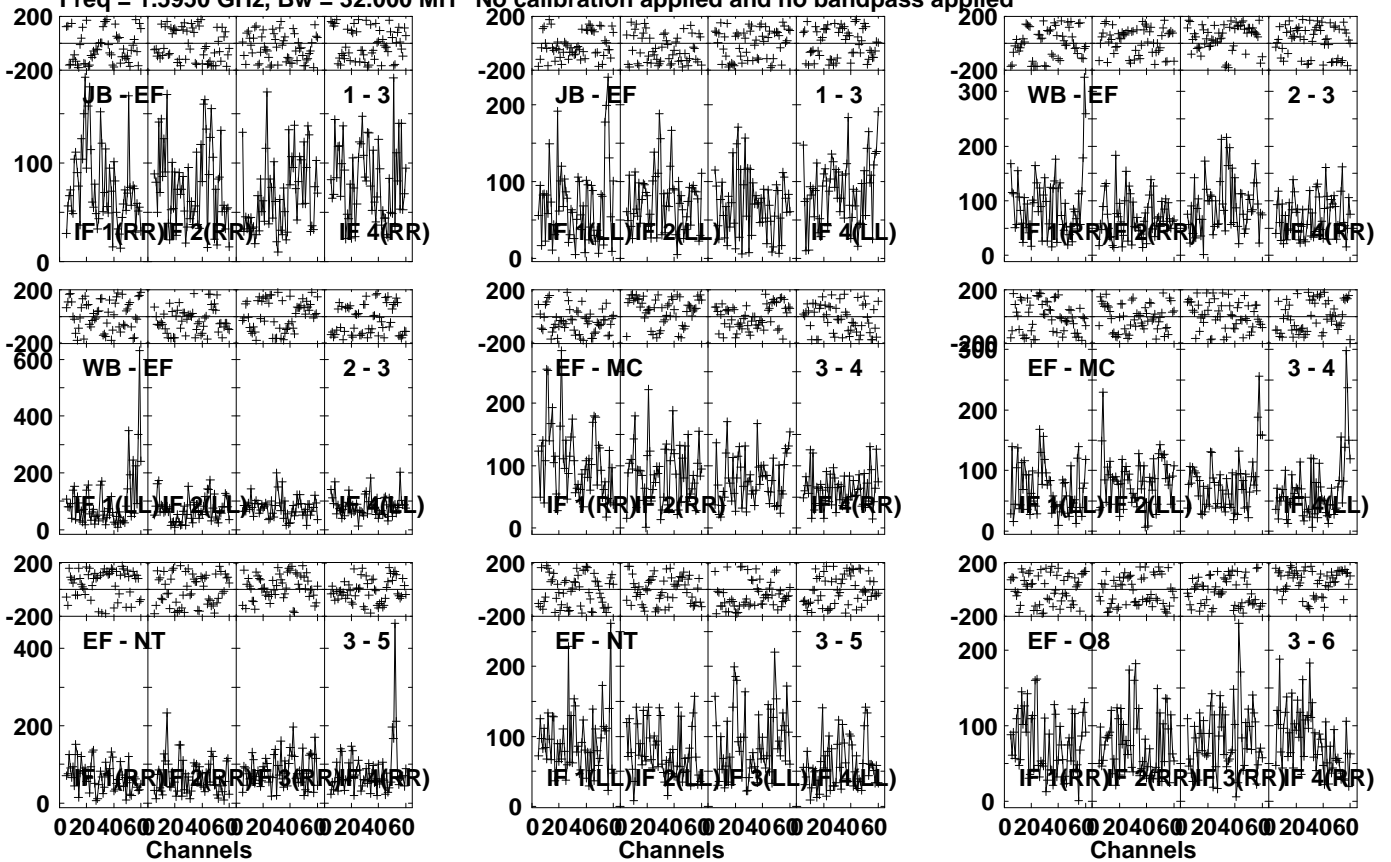 Freq = 1.5950 GHz, Bw = 32.000 MH No calibration applied and no bandpass applied
200
-200
JB - EF 1 - 3
100
0
IF 1(RR) IF 2(RR) IF 4(RR)
200
-200
JB - EF 1 - 3
200
100
0
IF 1(LL) IF 2(LL) IF 4(LL)
200
-200
WB - EF 2 - 3
300
200
100
0
IF 1(RR) IF 2(RR) IF 4(RR)
200
-200
WB - EF 2 - 3
600
400
200
0
IF 1(LL) IF 2(LL) IF 4(LL)
200
-200
EF - MC 3 - 4
200
100
0
IF 1(RR) IF 2(RR) IF 4(RR)
200
-200
300
EF - MC 3 - 4
200
100
0
IF 1(LL) IF 2(LL) IF 4(LL)
200
-200
EF - NT 3 - 5
400
200
0
IF 1(RR) IF 2(RR) IF 3(RR) IF 4(RR)
0 20 40 60 0 20 40 60 0 20 40 60 0 20 40 60
Channels
200
-200
EF - NT 3 - 5
200
100
0
IF 1(LL) IF 2(LL) IF 3(LL) IF 4(LL)
0 20 40 60 0 20 40 60 0 20 40 60 0 20 40 60
Channels
200
-200
EF - O8 3 - 6
200
100
0
IF 1(RR) IF 2(RR) IF 3(RR) IF 4(RR)
0 20 40 60 0 20 40 60 0 20 40 60 0 20 40 60
Channels